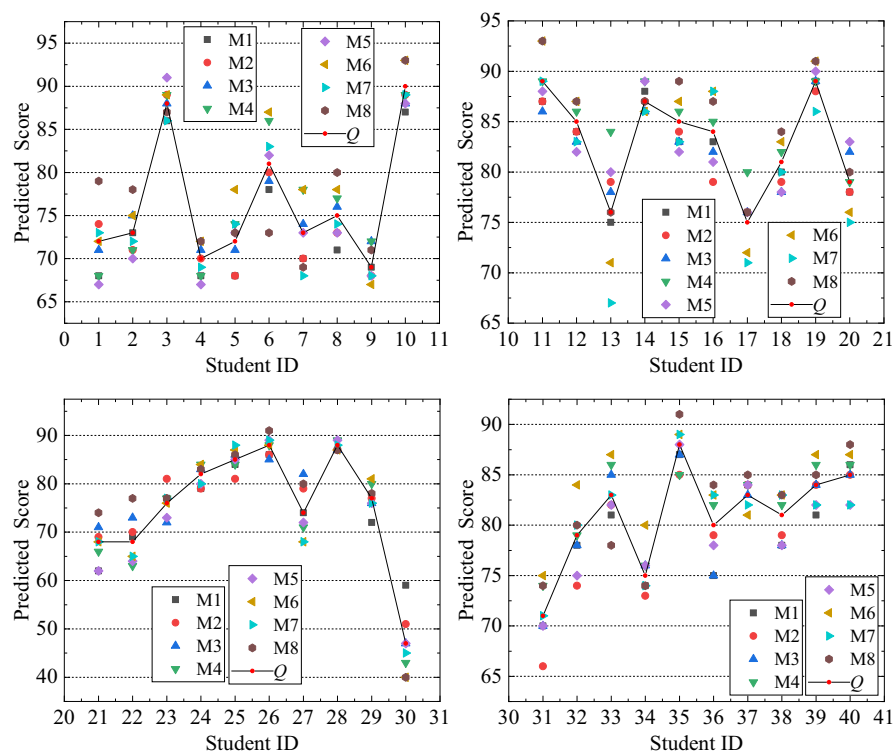 95
90
85
80
75
70
65
0 1 2 3 4 5 6 7 8 9 10 11
Predicted Score
Student ID
M1
M2
M3
M4
M5
M6
M7
M8
Q
95
90
85
80
75
70
65
10 11 12 13 14 15 16 17 18 19 20 21
Predicted Score
Student ID
M1
M2
M3
M4
M5
M6
M7
M8
Q
90
80
70
60
50
40
20 21 22 23 24 25 26 27 28 29 30 31
Predicted Score
Student ID
M1
M2
M3
M4
M5
M6
M7
M8
Q
90
85
80
75
70
65
30 31 32 33 34 35 36 37 38 39 40 41
Predicted Score
Student ID
M1
M2
M3
M4
M5
M6
M7
M8
Q